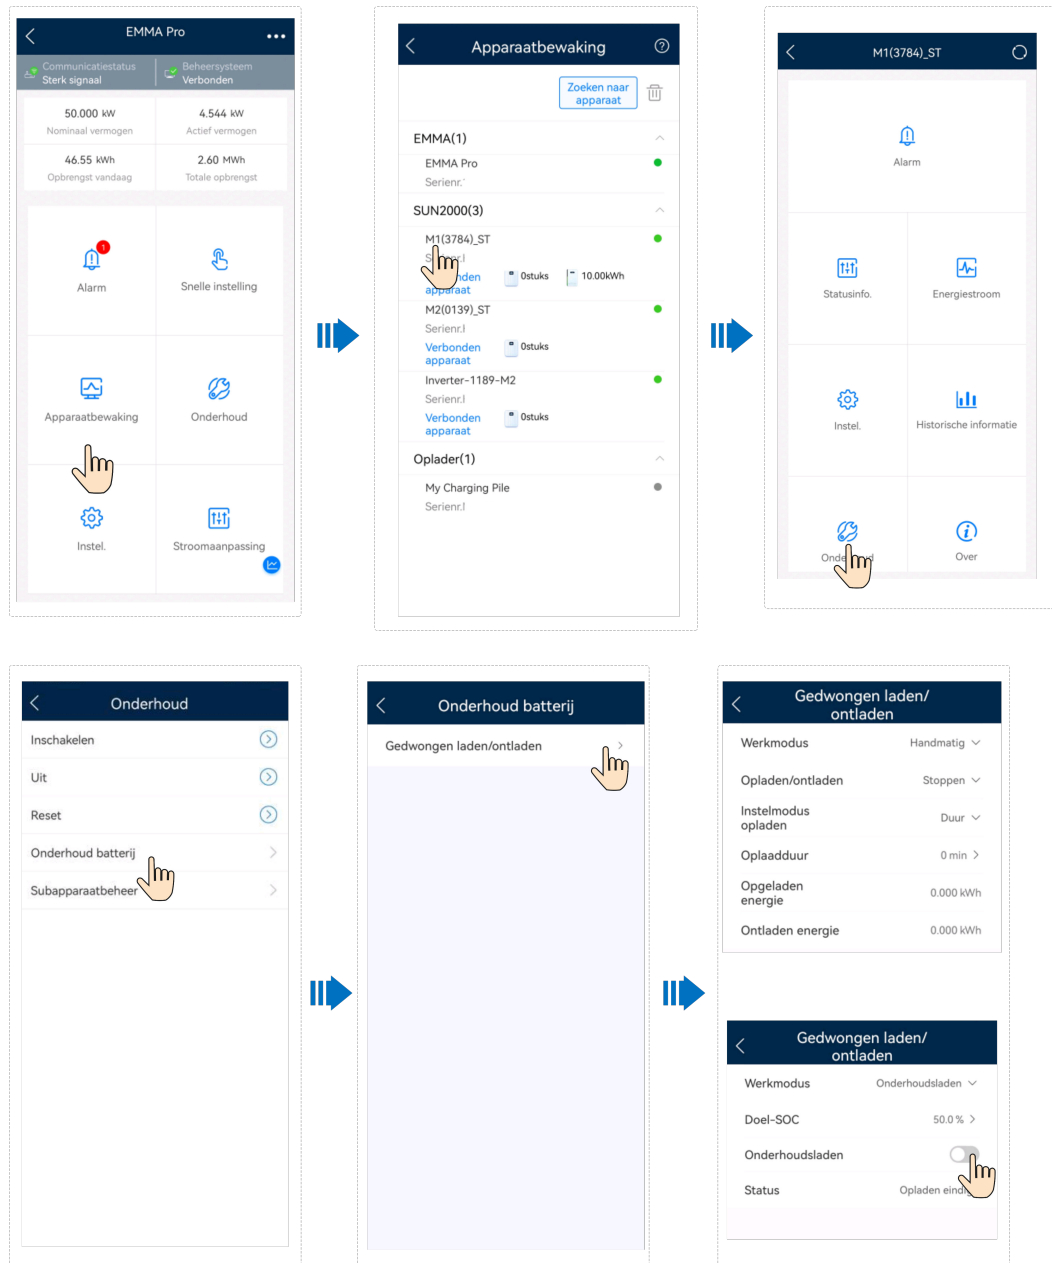 EMMA Pro
Communicatiestatus
Sterk signaal
Beheersysteem
Verbonden
50.000 kW
Nominaal vermogen
4.544 kW
Actief vermogen
46.55 kWh
Opbrengst vandaag
2.60 MWh
Totale opbrengst
1
Alarm
Snelle instelling
Apparaatbewaking
Onderhoud
Instel.
Stroomaanpassing
Apparaatbewaking
Zoeken naar
apparaat
EMMA(1)
EMMA Pro
Serienr.
SUN2000(3)
M1(3784)_ST
0stuks
10.00kWh
apparaat
M2(0139)_ST
Serienr.
Verbonden
apparaat
0stuks
Inverter-1189-M2
Serienr.
Verbonden
apparaat
0stuks
Oplader(1)
My Charging Pile
Serienr.
M1(3784)_ST
Alarm
Statusinfo.
Energiestroom
Instel.
Historische informatie
Over
Onderhoud
Inschakelen
Uit
Reset
Onderhoud batterij
Subapparaatbeheer
Onderhoud batterij
Gedwongen laden/ontladen
Gedwongen laden/
ontladen
Werkmodus
Handmatig
Opladen/ontladen
Stoppen
Instelmodus
opladen
Duur
Oplaadduur
0 min
Opgeladen
energie
0.000 kWh
Ontladen energie
0.000 kWh
Gedwongen laden/
ontladen
Werkmodus
Onderhoudsladen
Doel-SOC
50.0 %
Onderhoudsladen
Status
Opladen